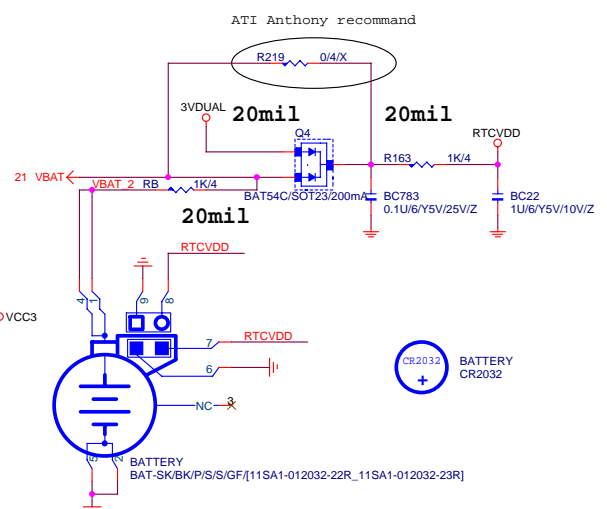 ATI Anthony recommand
R219 0/4/X
3VDUAL
20mil
20mil
Q4
RTCVDD
R163 1K/4
21 VBAT
VBAT_2 RB 1K/4
BAT54C/SOT23/200mA
BC783
0.1U/6/Y5V/25V/Z
BC22
1U/6/Y5V/10V/Z
20mil
RTCVDD
4
1
9
8
VCC3
7
RTCVDD
6
CR2032
+
BATTERY
CR2032
NC
3
5
2
BATTERY
BAT-SK/BK/P/S/S/GF/[11SA1-012032-22R_11SA1-012032-23R]